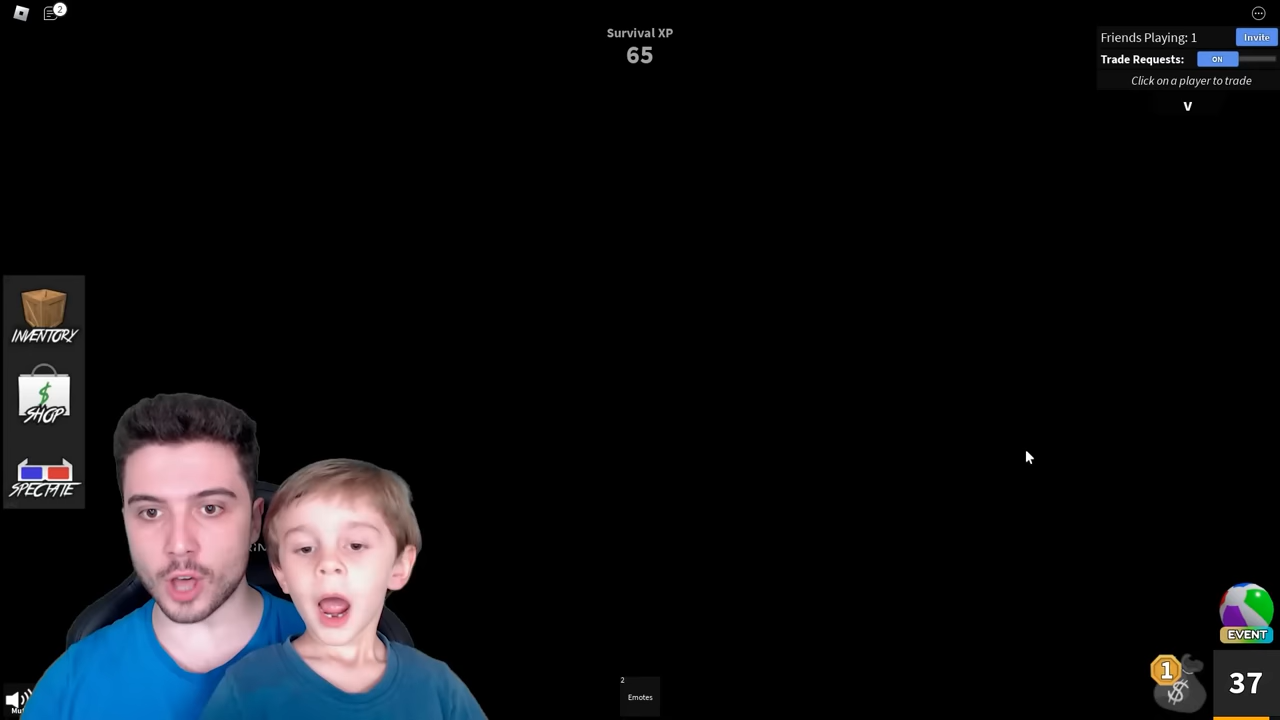 2
Survival XP
65
Friends Playing: 1
Invite
Trade Requests:
ON
Click on a player to trade
v
INVENTORY
$
SHOP
SPECTATE
2
Emotes
EVENT
1
$
37